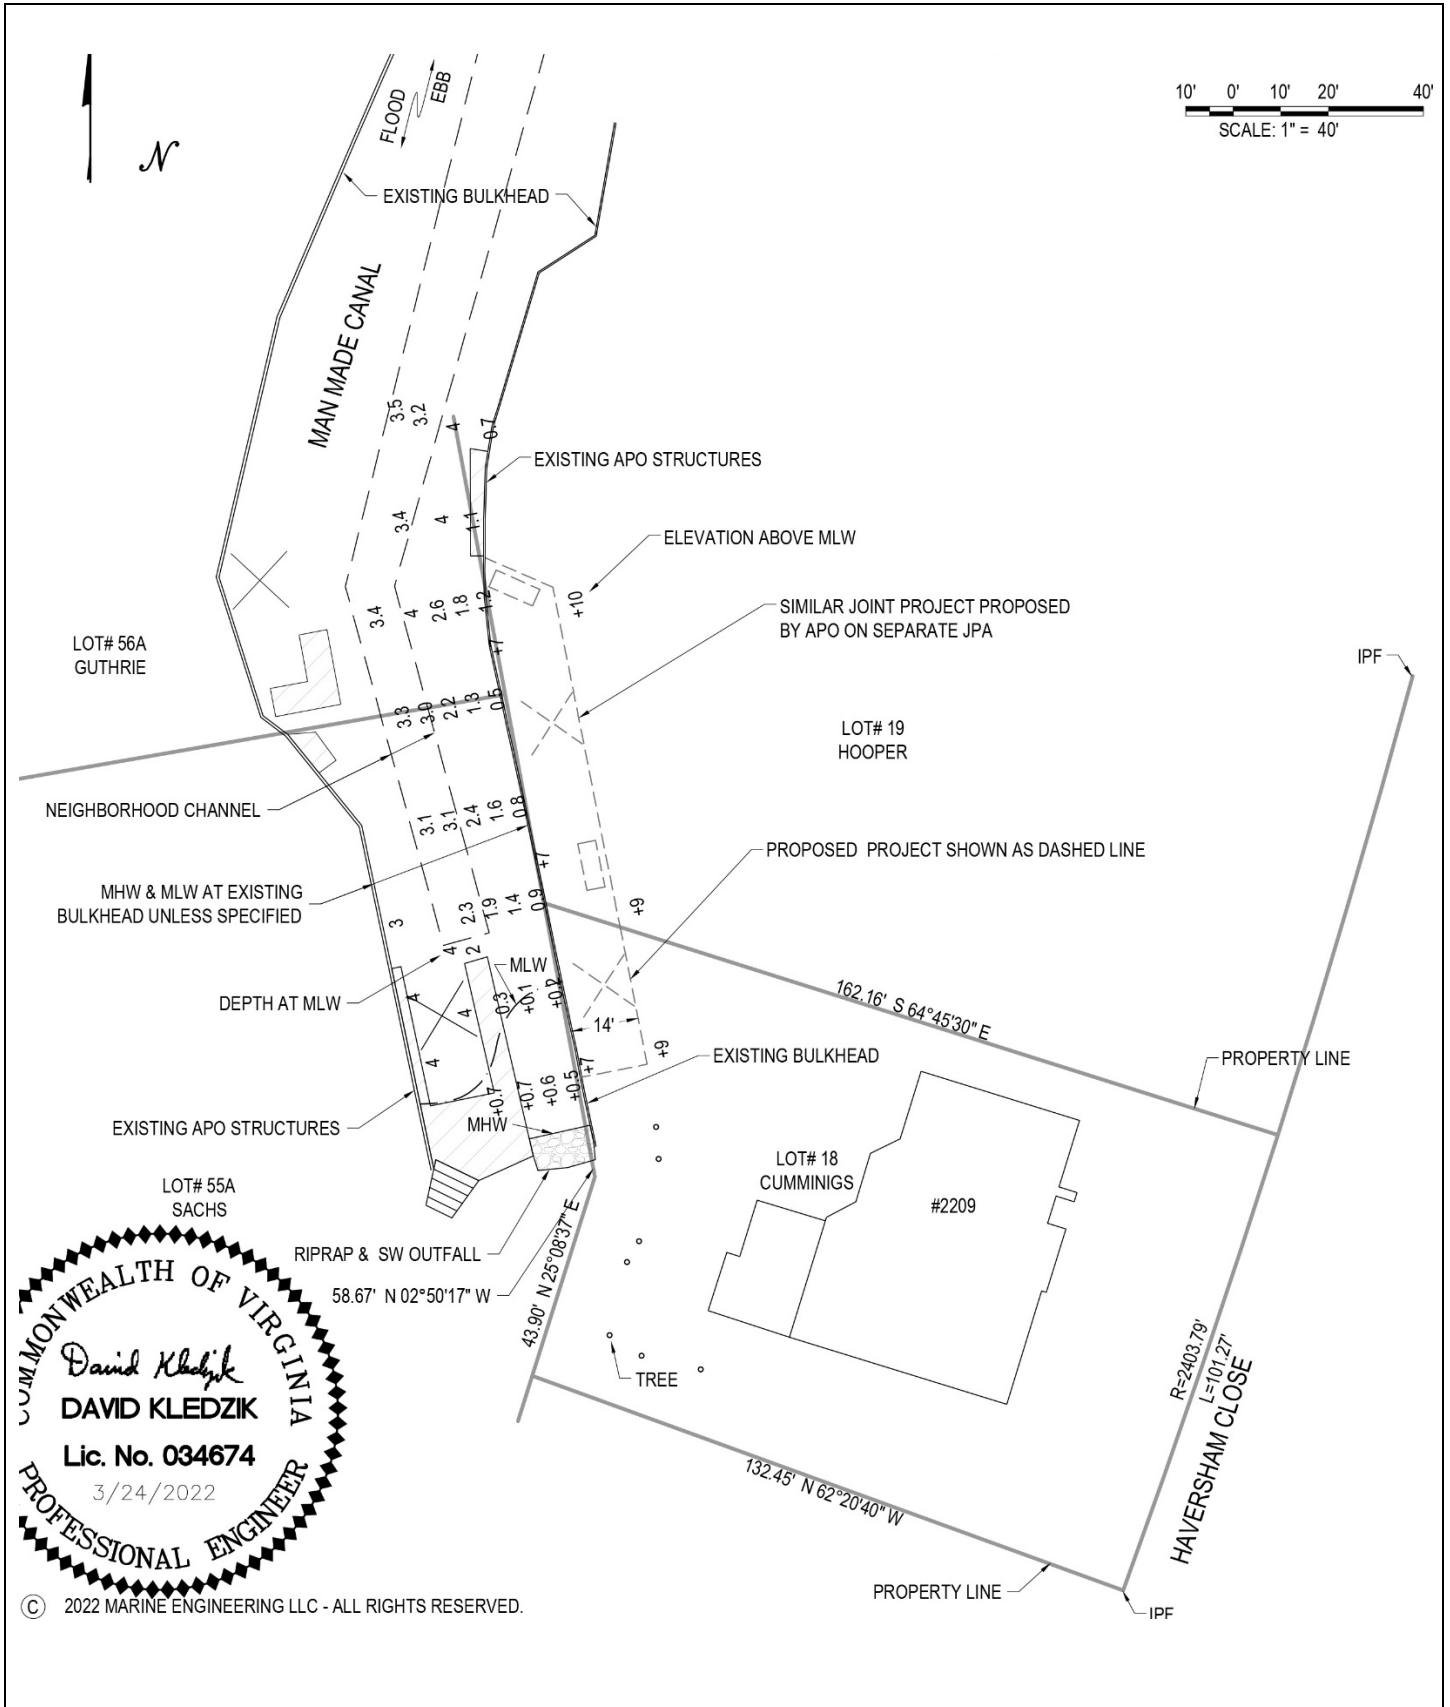 10' 0' 10' 20' 40'
SCALE: 1" = 40'
N
FLOOD
EBB
EXISTING BULKHEAD
MAN MADE CANAL
3.5
3.2
4
0.7
EXISTING APO STRUCTURES
3.4
4
1.1
ELEVATION ABOVE MLW
+10
SIMILAR JOINT PROJECT PROPOSED
BY APO ON SEPARATE JPA
3.4
4
2.6
1.8
1.2
+7
LOT# 56A
GUTHRIE
IPF
3.3
3.0
2.2
1.3
0.5
LOT# 19
HOOPER
NEIGHBORHOOD CHANNEL
3.1
3.1
2.4
1.6
0.8
+7
PROPOSED PROJECT SHOWN AS DASHED LINE
MHW & MLW AT EXISTING
BULKHEAD UNLESS SPECIFIED
3
2.3
1.9
1.4
0.9
+9
4
2
MLW
DEPTH AT MLW
4
4
0.3
+0.1
+0.2
162.16' S 64°45'30" E
14'
+9
4
+7
EXISTING BULKHEAD
PROPERTY LINE
+0.7
+0.7
+0.6
+0.5
EXISTING APO STRUCTURES
MHW
LOT# 18
CUMMINIGS
#2209
LOT# 55A
SACHS
RIPRAP & SW OUTFALL
58.67' N 02°50'17" W
43.90' N 25°08'37" E
TREE
R=2403.79'
L=101.27'
HAVERSHAM CLOSE
132.45' N 62°20'40" W
PROPERTY LINE
IPF
COMMONWEALTH OF VIRGINIA
David Kledzik
DAVID KLEDZIK
Lic. No. 034674
3/24/2022
PROFESSIONAL ENGINEER
© 2022 MARINE ENGINEERING LLC - ALL RIGHTS RESERVED.